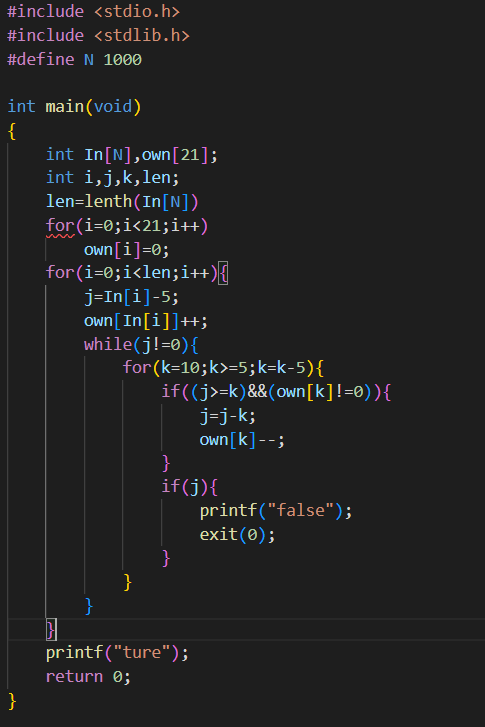 #include <stdio.h>
#include <stdlib.h>
#define N 1000

int main(void)
{
    int In[N],own[21];
    int i,j,k,len;
    len=lenth(In[N])
    for(i=0;i<21;i++)
        own[i]=0;
    for(i=0;i<len;i++){
        j=In[i]-5;
        own[In[i]]++;
        while(j!=0){
            for(k=10;k>=5;k=k-5){
                if((j>=k)&&(own[k]!=0)){
                    j=j-k;
                    own[k]--;
                }
                if(j){
                    printf("false");
                    exit(0);
                }
            }
        }
    }
    printf("ture");
    return 0;
}